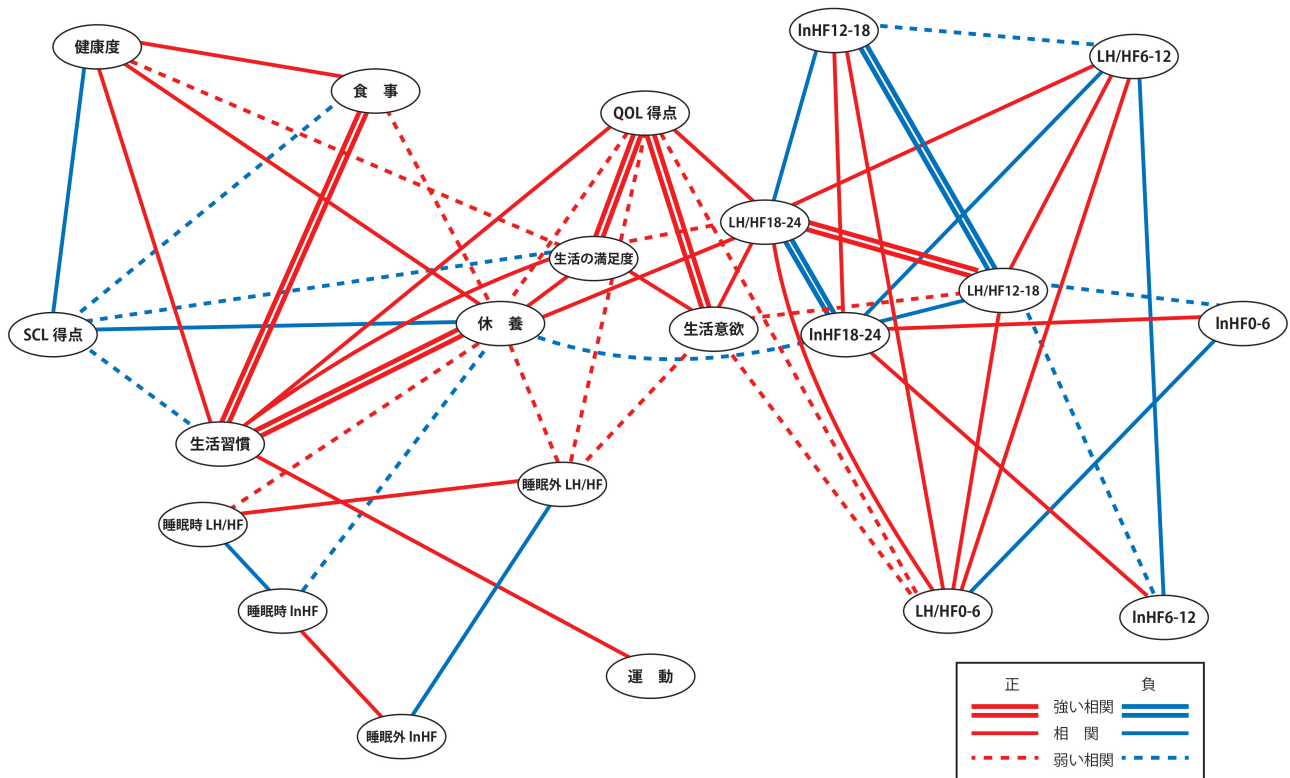 lnHF12-18
健康度
LH/HF6-12
食　事
QOL 得点
LH/HF18-24
生活の満足度
LH/HF12-18
SCL 得点
休　養
生活意欲
lnHF18-24
lnHF0-6
生活習慣
睡眠外 LH/HF
睡眠時 LH/HF
睡眠時 lnHF
LH/HF0-6
lnHF6-12
運　動
睡眠外 lnHF
正　負
強い相関
相　関
弱い相関